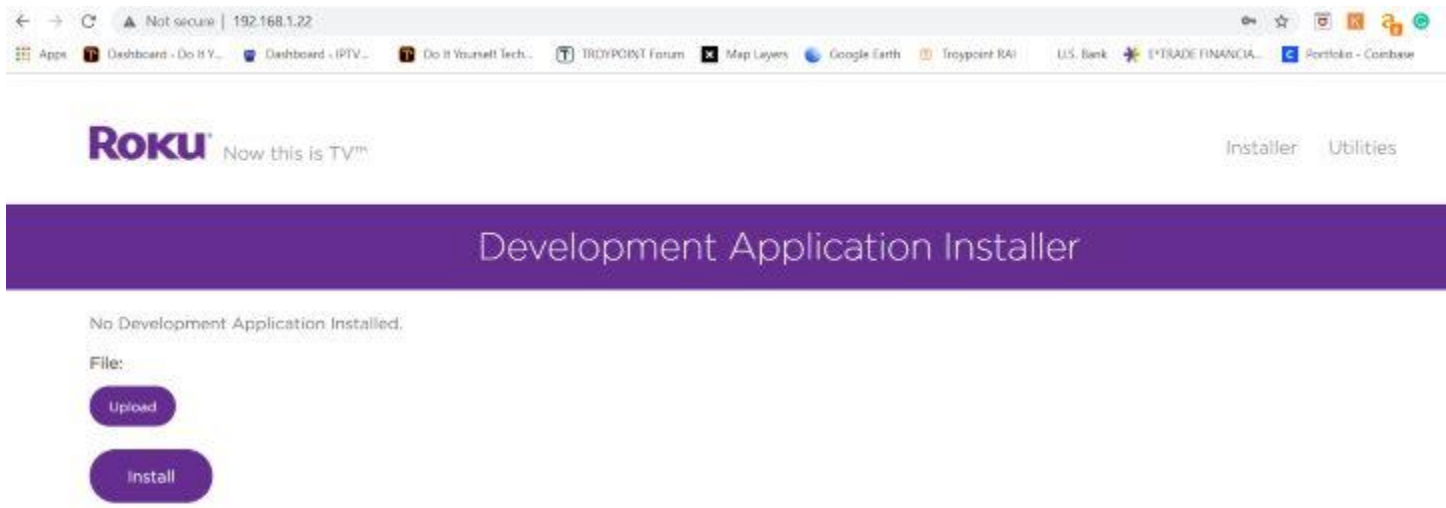 Not secure | 192.168.1.22
Apps Dashboard - Do It Y... Dashboard - IPTV... Do It Yourself Tech... TROYPOINT Forum Map Layers Google Earth Troypoint RAI U.S. Bank E*TRADE FINANCIA... Portfolio - Coinbase
Roku Now this is TV™ Installer Utilities
Development Application Installer
No Development Application Installed.
File:
Upload
Install